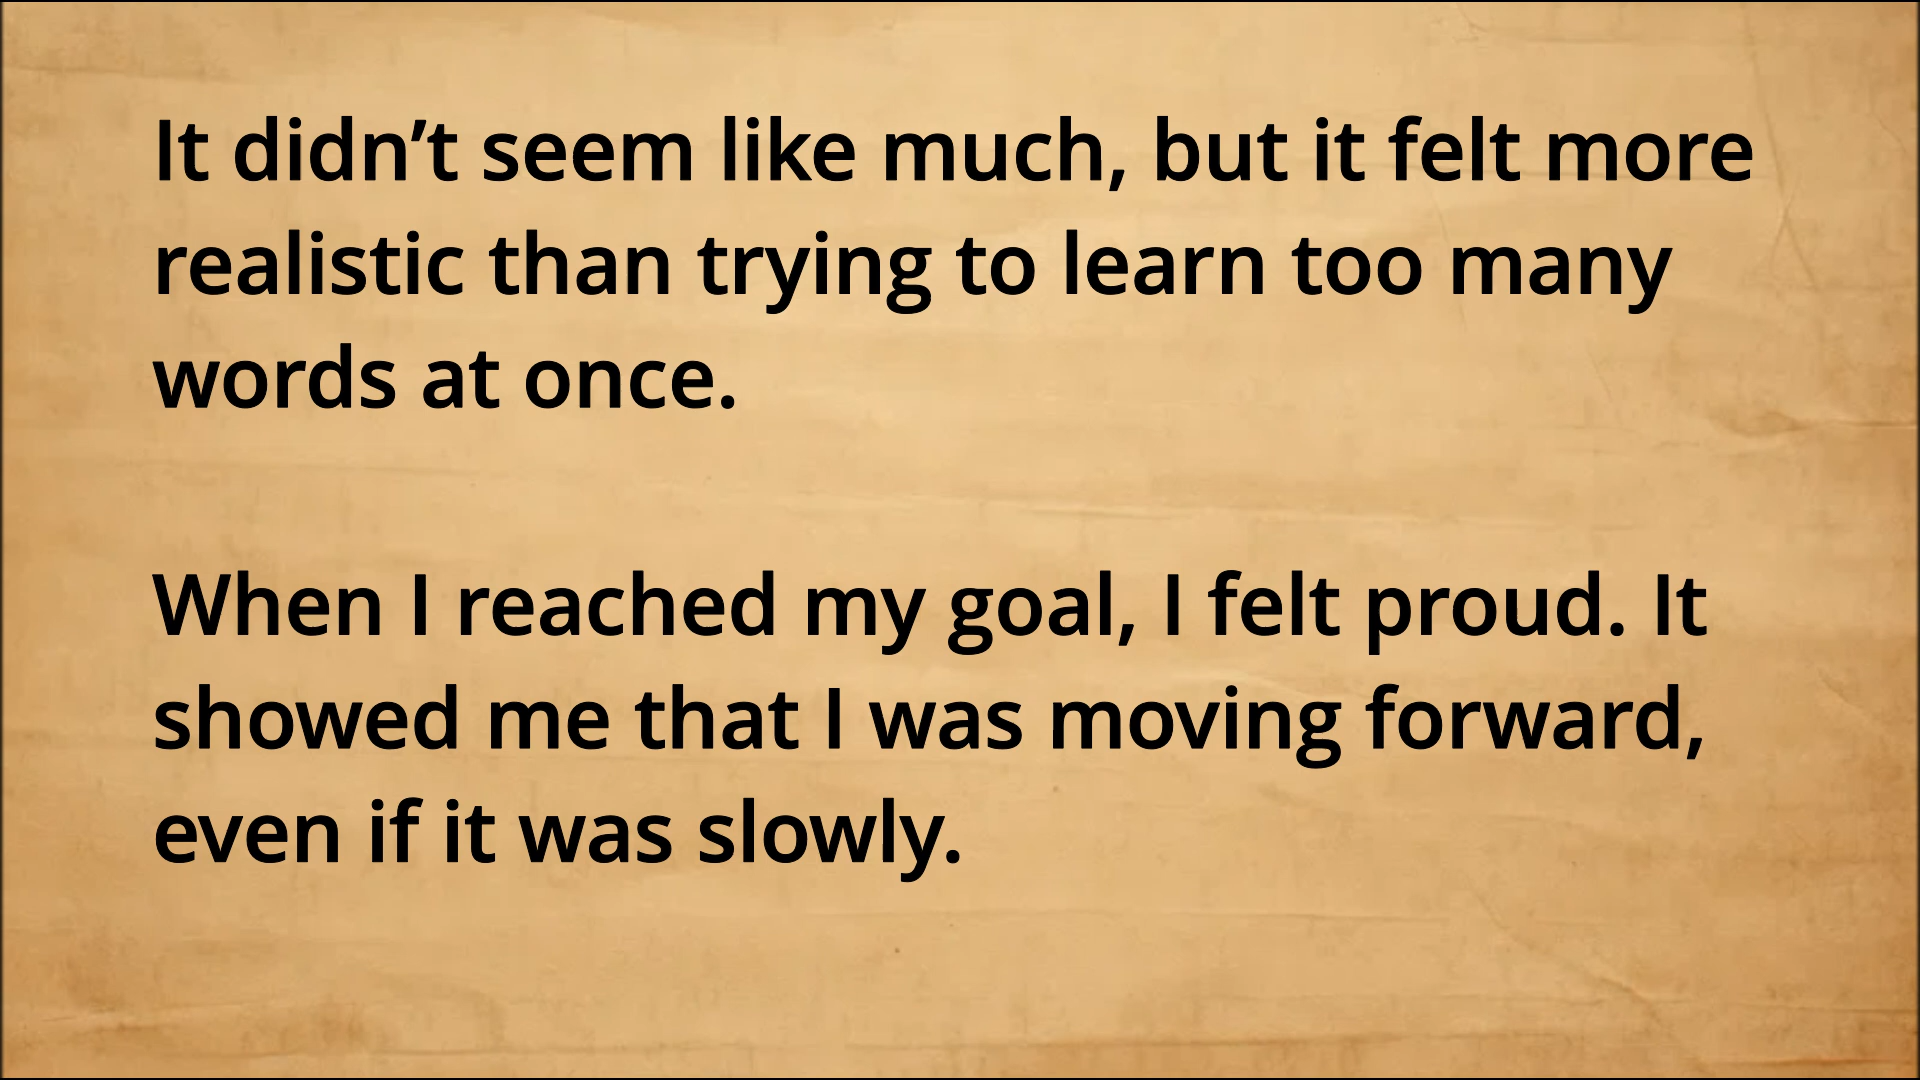 It didn’t seem like much, but it felt more
realistic than trying to learn too many
words at once.
When I reached my goal, I felt proud. It
showed me that I was moving forward,
even if it was slowly.